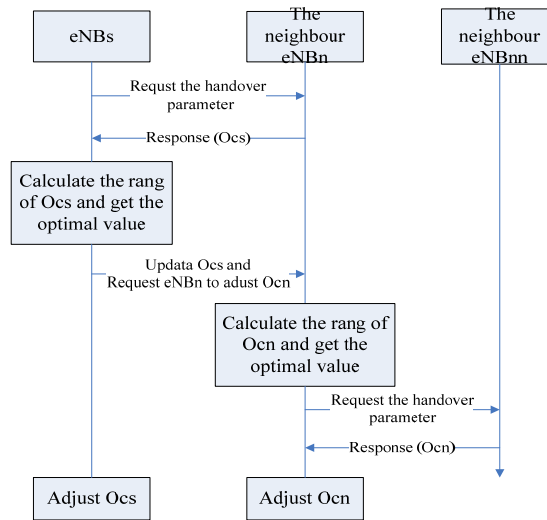 eNBs
The
neighbour
eNBn
The
neighbour
eNBnn
Requst the handover
parameter
Response (Ocs)
Calculate the rang
of Ocs and get the
optimal value
Updata Ocs and
Request eNBn to adust Ocn
Calculate the rang of
Ocn and get the
optimal value
Request the handover
parameter
Response (Ocn)
Adjust Ocs
Adjust Ocn